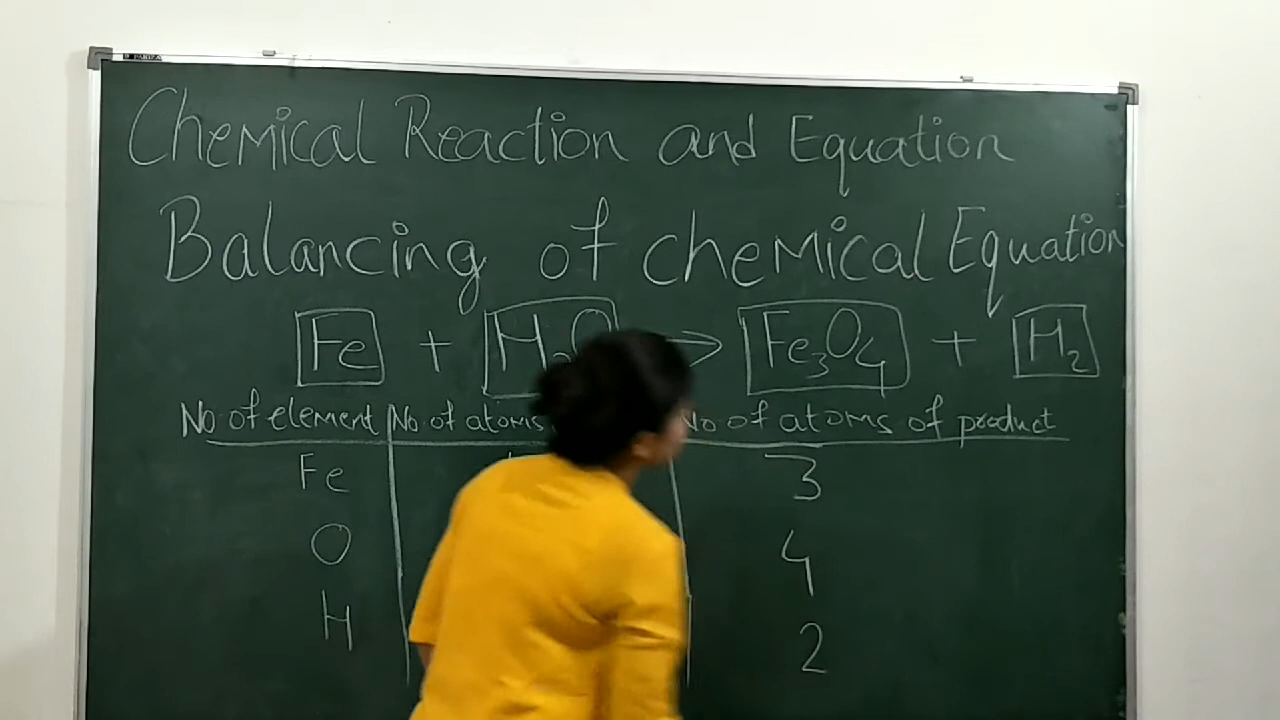 Chemical Reaction and Equation
Balancing of chemical Equation
Fe + H₂O > Fe₃O₄ + H₂
No. of element No. of atoms No of atoms of product
Fe 3
O 4
H 2